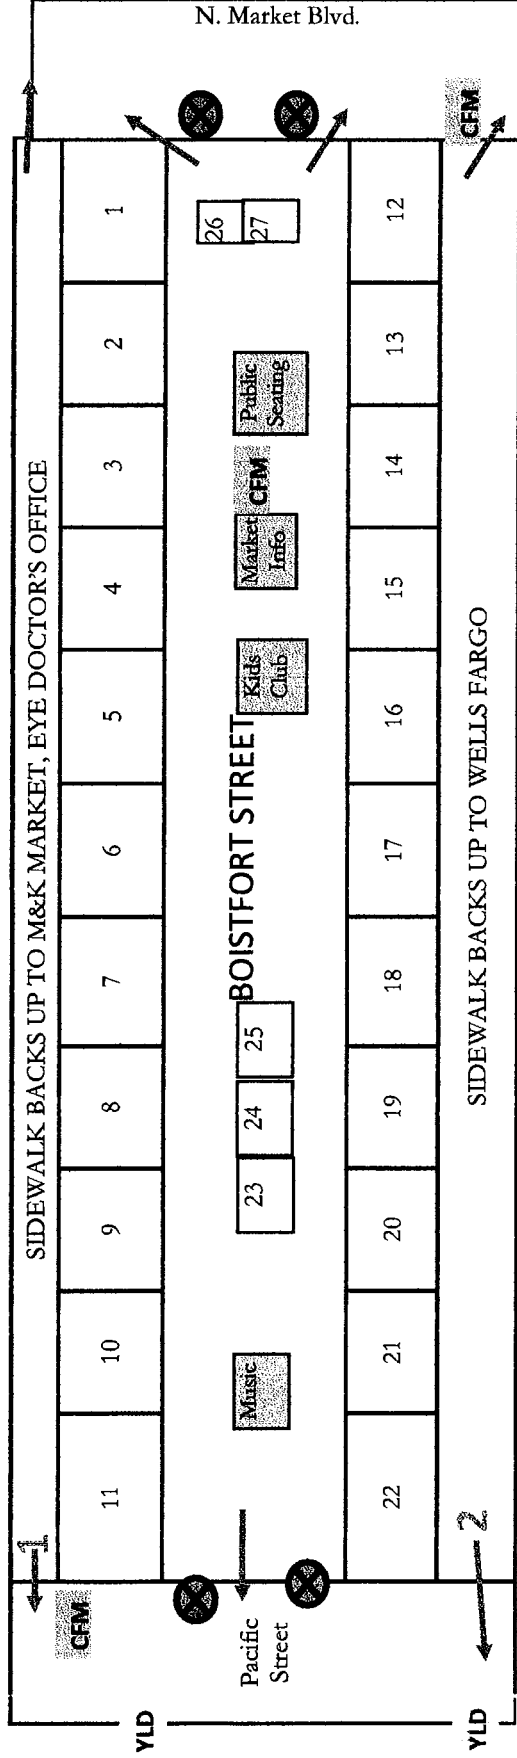 N. Market Blvd.
CFM
SIDEWALK BACKS UP TO M&K MARKET, EYE DOCTOR'S OFFICE
1
11
10
9
8
7
6
5
4
3
2
1
26
27
Public
Seating
CFM
Market
Info
Kids
Club
BOISTFORT STREET
25
24
23
Music
Pacific
Street
CFM
22
21
20
19
18
17
16
15
14
13
12
SIDEWALK BACKS UP TO WELLS FARGO
2
YLD
YLD